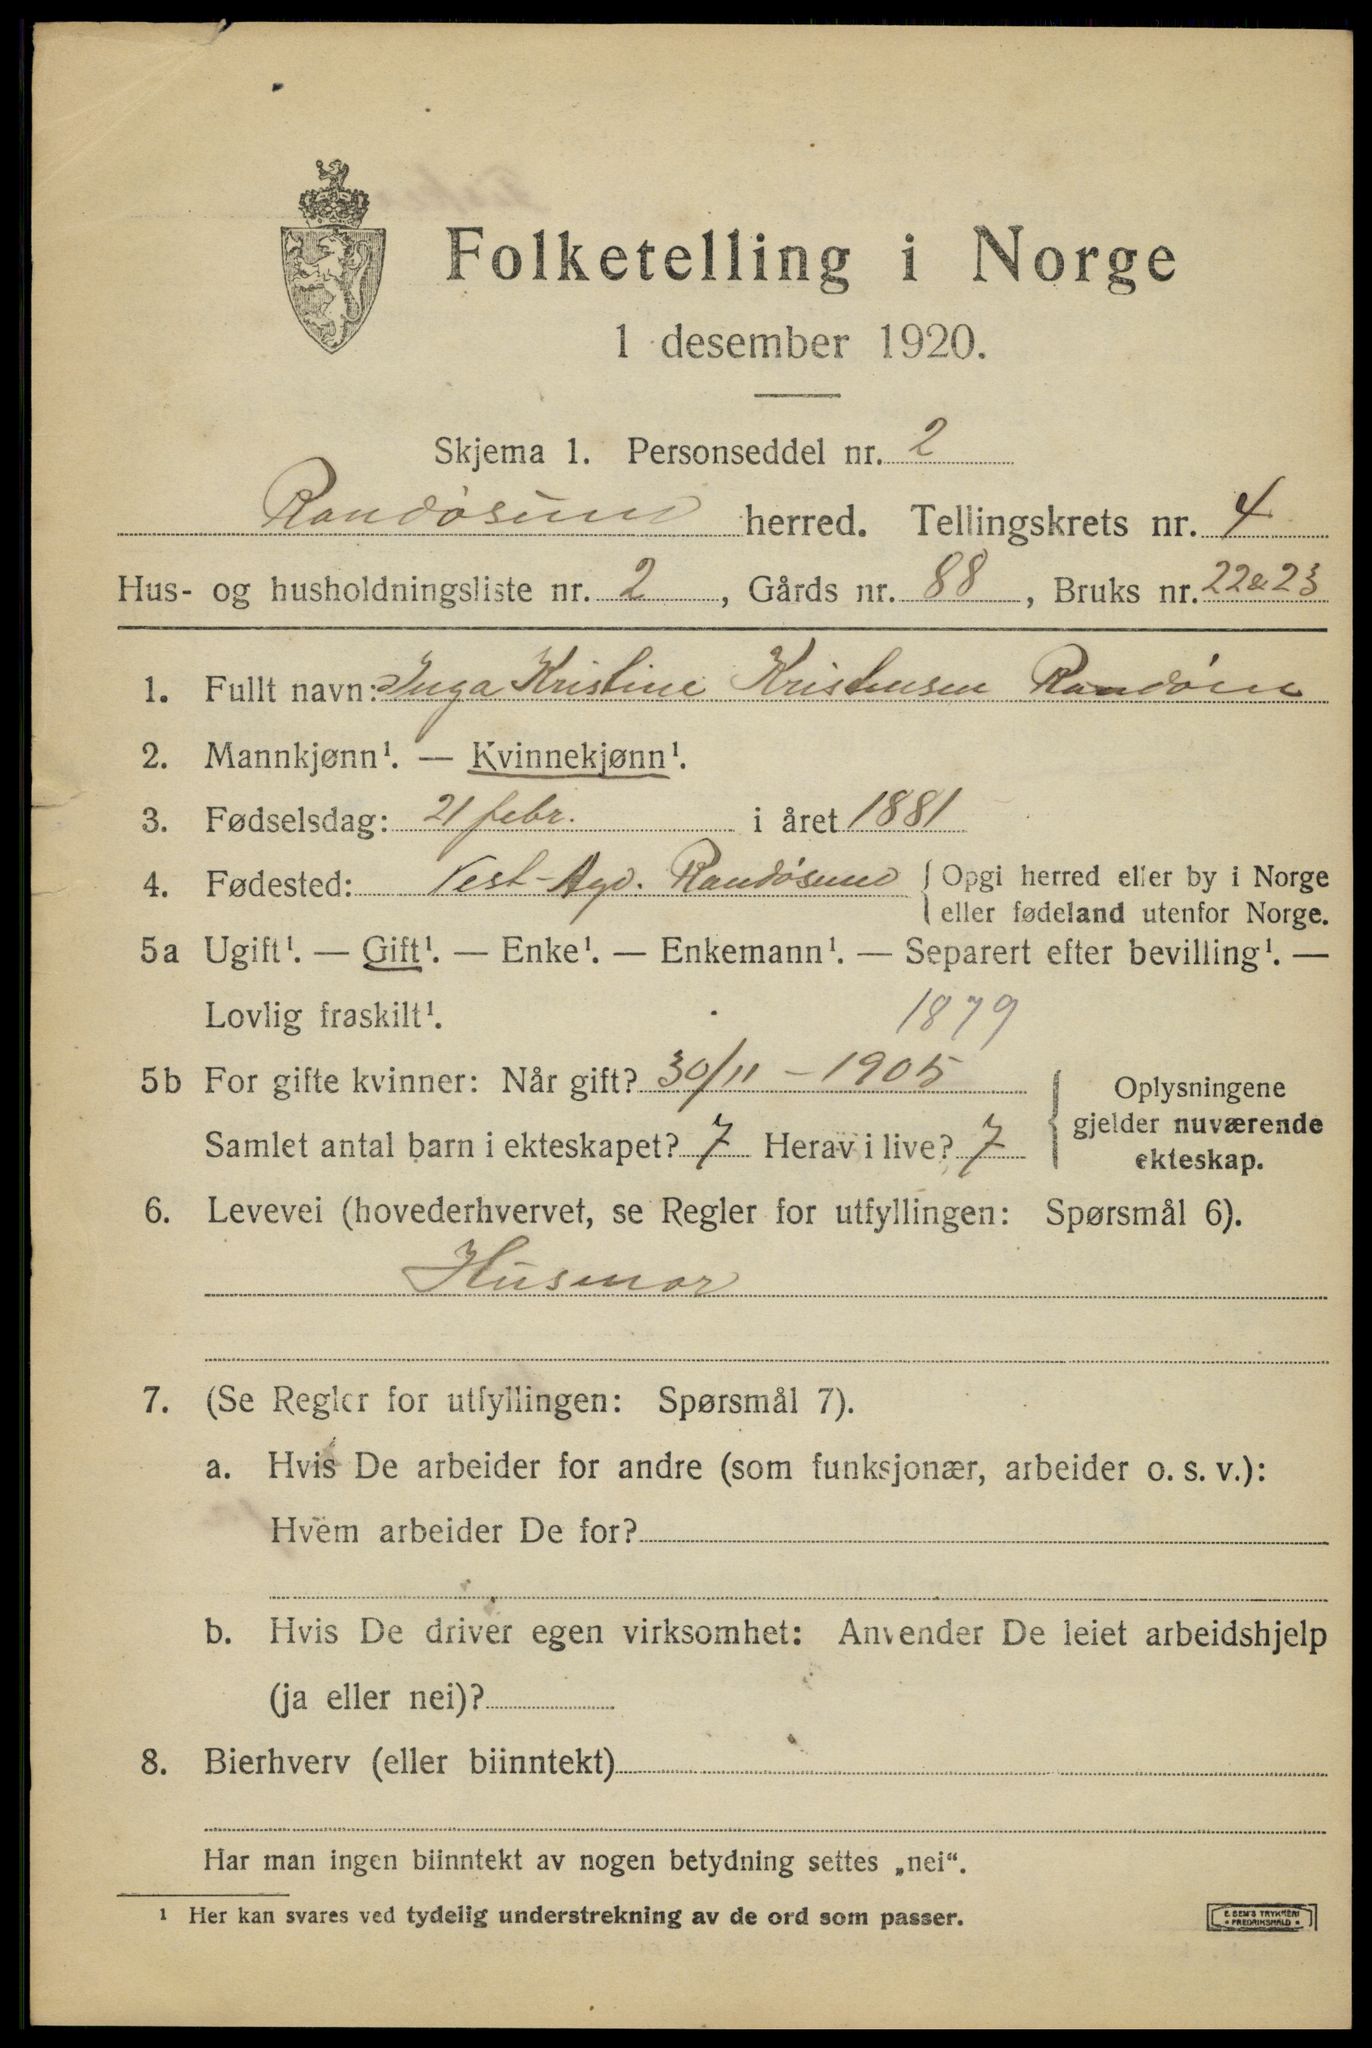 Folketelling i Norge
1 desember 1920.
Skjema 1. Personseddel nr. 2
Randøsund herred. Tellingskrets nr. 4
Hus- og husholdningsliste nr. 2, Gårds nr. 88, Bruks nr. 22 & 23
1. Fullt navn: Inga Kristine Kristensen Randøen
2. Mannkjønn¹. — Kvinnekjønn¹.
3. Fødselsdag: 21 febr. i året 1881
4. Fødested: Vest-Agd. Randøsund { Opgi herred eller by i Norge
eller fødeland utenfor Norge.
5a Ugift¹. — Gift¹. — Enke¹. — Enkemann¹. — Separert efter bevilling¹. —
Lovlig fraskilt¹. 1879
5b For gifte kvinner: Når gift? 30/11 – 1905
Samlet antal barn i ekteskapet? 7 Herav i live? 7
{ Oplysningene
gjelder nuværende
ekteskap.
6. Levevei (hovederhvervet, se Regler for utfyllingen: Spørsmål 6).
Husmor
7. (Se Regler for utfyllingen: Spørsmål 7).
a. Hvis De arbeider for andre (som funksjonær, arbeider o. s. v.):
Hvem arbeider De for?
b. Hvis De driver egen virksomhet: Anvender De leiet arbeidshjelp
(ja eller nei)?
8. Bierhverv (eller biinntekt)
Har man ingen biinntekt av nogen betydning settes „nei“.
¹ Her kan svares ved tydelig understrekning av de ord som passer.
E. SEM'S TRYKKERI
FREDRIKSHALD